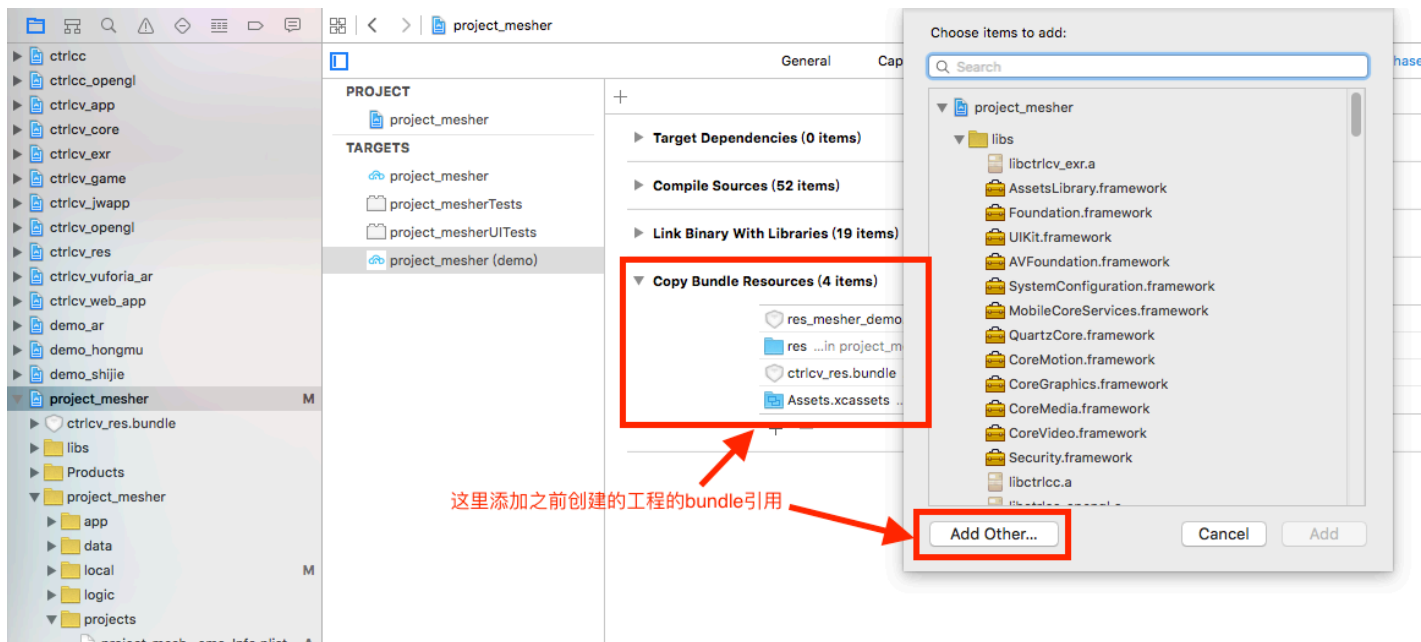 project_mesher
ctrlcc
ctrlcc_opengl
ctrlcv_app
ctrlcv_core
ctrlcv_exr
ctrlcv_game
ctrlcv_jwapp
ctrlcv_opengl
ctrlcv_res
ctrlcv_vuforia_ar
ctrlcv_web_app
demo_ar
demo_hongmu
demo_shijie
project_mesher M
ctrlcv_res.bundle
libs
Products
project_mesher
app
data
local M
logic
projects
PROJECT
project_mesher
TARGETS
project_mesher
project_mesherTests
project_mesherUITests
project_mesher (demo)
General Cap
hase
Target Dependencies (0 items)
Compile Sources (52 items)
Link Binary With Libraries (19 items)
Copy Bundle Resources (4 items)
res_mesher_demo
res ...in project_m
ctrlcv_res.bundle
Assets.xcassets ..
这里添加之前创建的工程的bundle引用
Choose items to add:
Search
project_mesher
libs
libctrlcv_exr.a
AssetsLibrary.framework
Foundation.framework
UIKit.framework
AVFoundation.framework
SystemConfiguration.framework
MobileCoreServices.framework
QuartzCore.framework
CoreMotion.framework
CoreGraphics.framework
CoreMedia.framework
CoreVideo.framework
Security.framework
libctrlcc.a
Add Other... Cancel Add